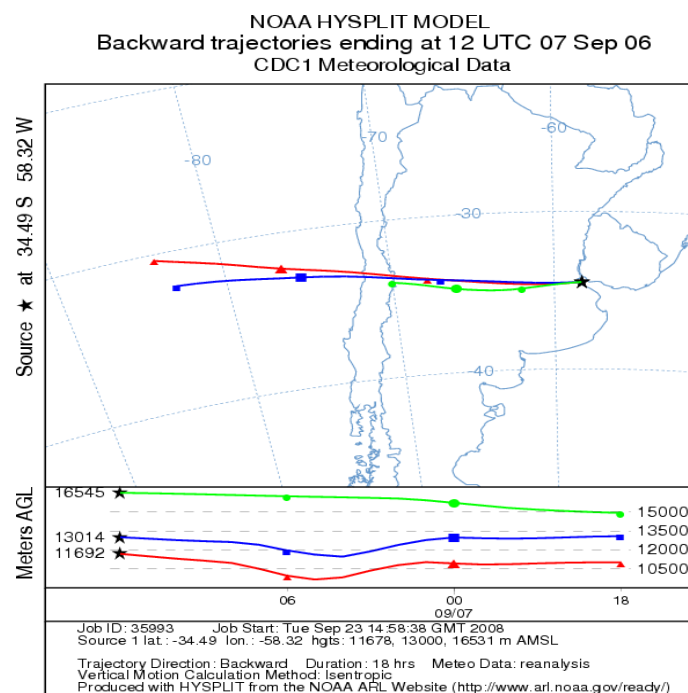 NOAA HYSPLIT MODEL
Backward trajectories ending at 12 UTC 07 Sep 06
CDC1 Meteorological Data
Source ★ at 34.49 S 58.32 W
-80
-70
-60
-30
-40
Meters AGL
16545
13014
11692
15000
13500
12000
10500
06
00
18
09/07
Job ID: 35993 Job Start: Tue Sep 23 14:58:38 GMT 2008
Source 1 lat.: -34.49 lon.: -58.32 hgts: 11678, 13000, 16531 m AMSL
Trajectory Direction: Backward Duration: 18 hrs Meteo Data: reanalysis
Vertical Motion Calculation Method: Isentropic
Produced with HYSPLIT from the NOAA ARL Website (http://www.arl.noaa.gov/ready/)